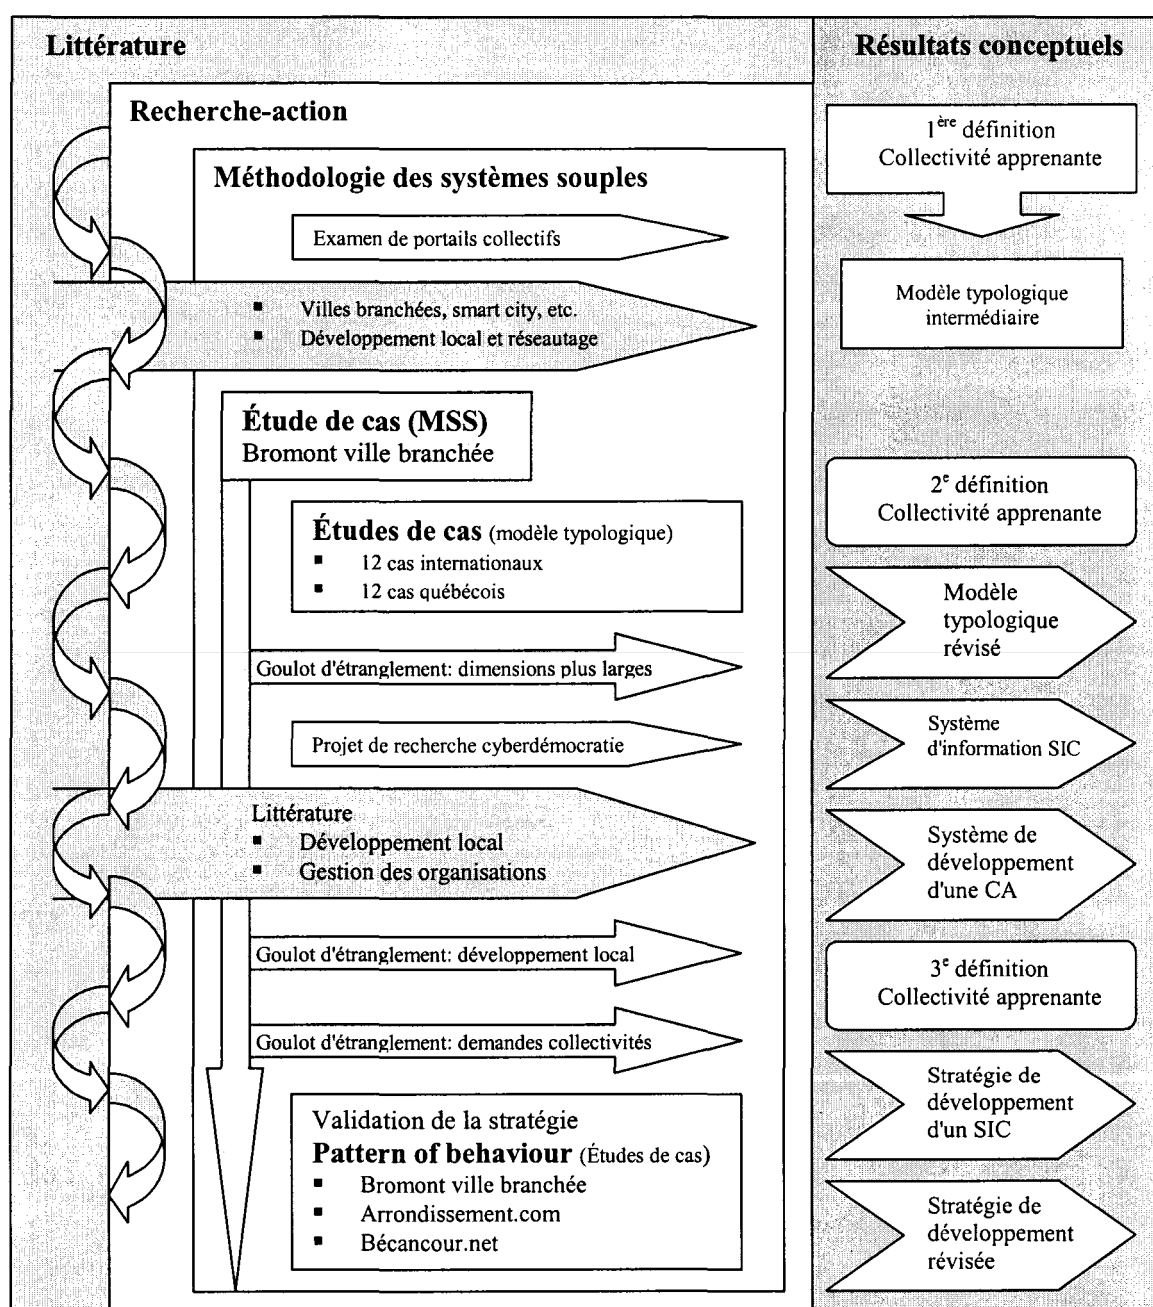 Littérature
Recherche-action
Méthodologie des systèmes souples
Examen de portails collectifs
▪ Villes branchées, smart city, etc.
▪ Développement local et réseautage
Étude de cas (MSS)
Bromont ville branchée
Études de cas (modèle typologique)
▪ 12 cas internationaux
▪ 12 cas québécois
Goulot d'étranglement: dimensions plus larges
Projet de recherche cyberdémocratie
Littérature
▪ Développement local
▪ Gestion des organisations
Goulot d'étranglement: développement local
Goulot d'étranglement: demandes collectivités
Validation de la stratégie
Pattern of behaviour (Études de cas)
▪ Bromont ville branchée
▪ Arrondissement.com
▪ Bécancour.net
Résultats conceptuels
1ère définition
Collectivité apprenante
Modèle typologique
intermédiaire
2e définition
Collectivité apprenante
Modèle
typologique
révisé
Système
d'information SIC
Système de
développement
d'une CA
3e définition
Collectivité apprenante
Stratégie de
développement
d'un SIC
Stratégie de
développement
révisée